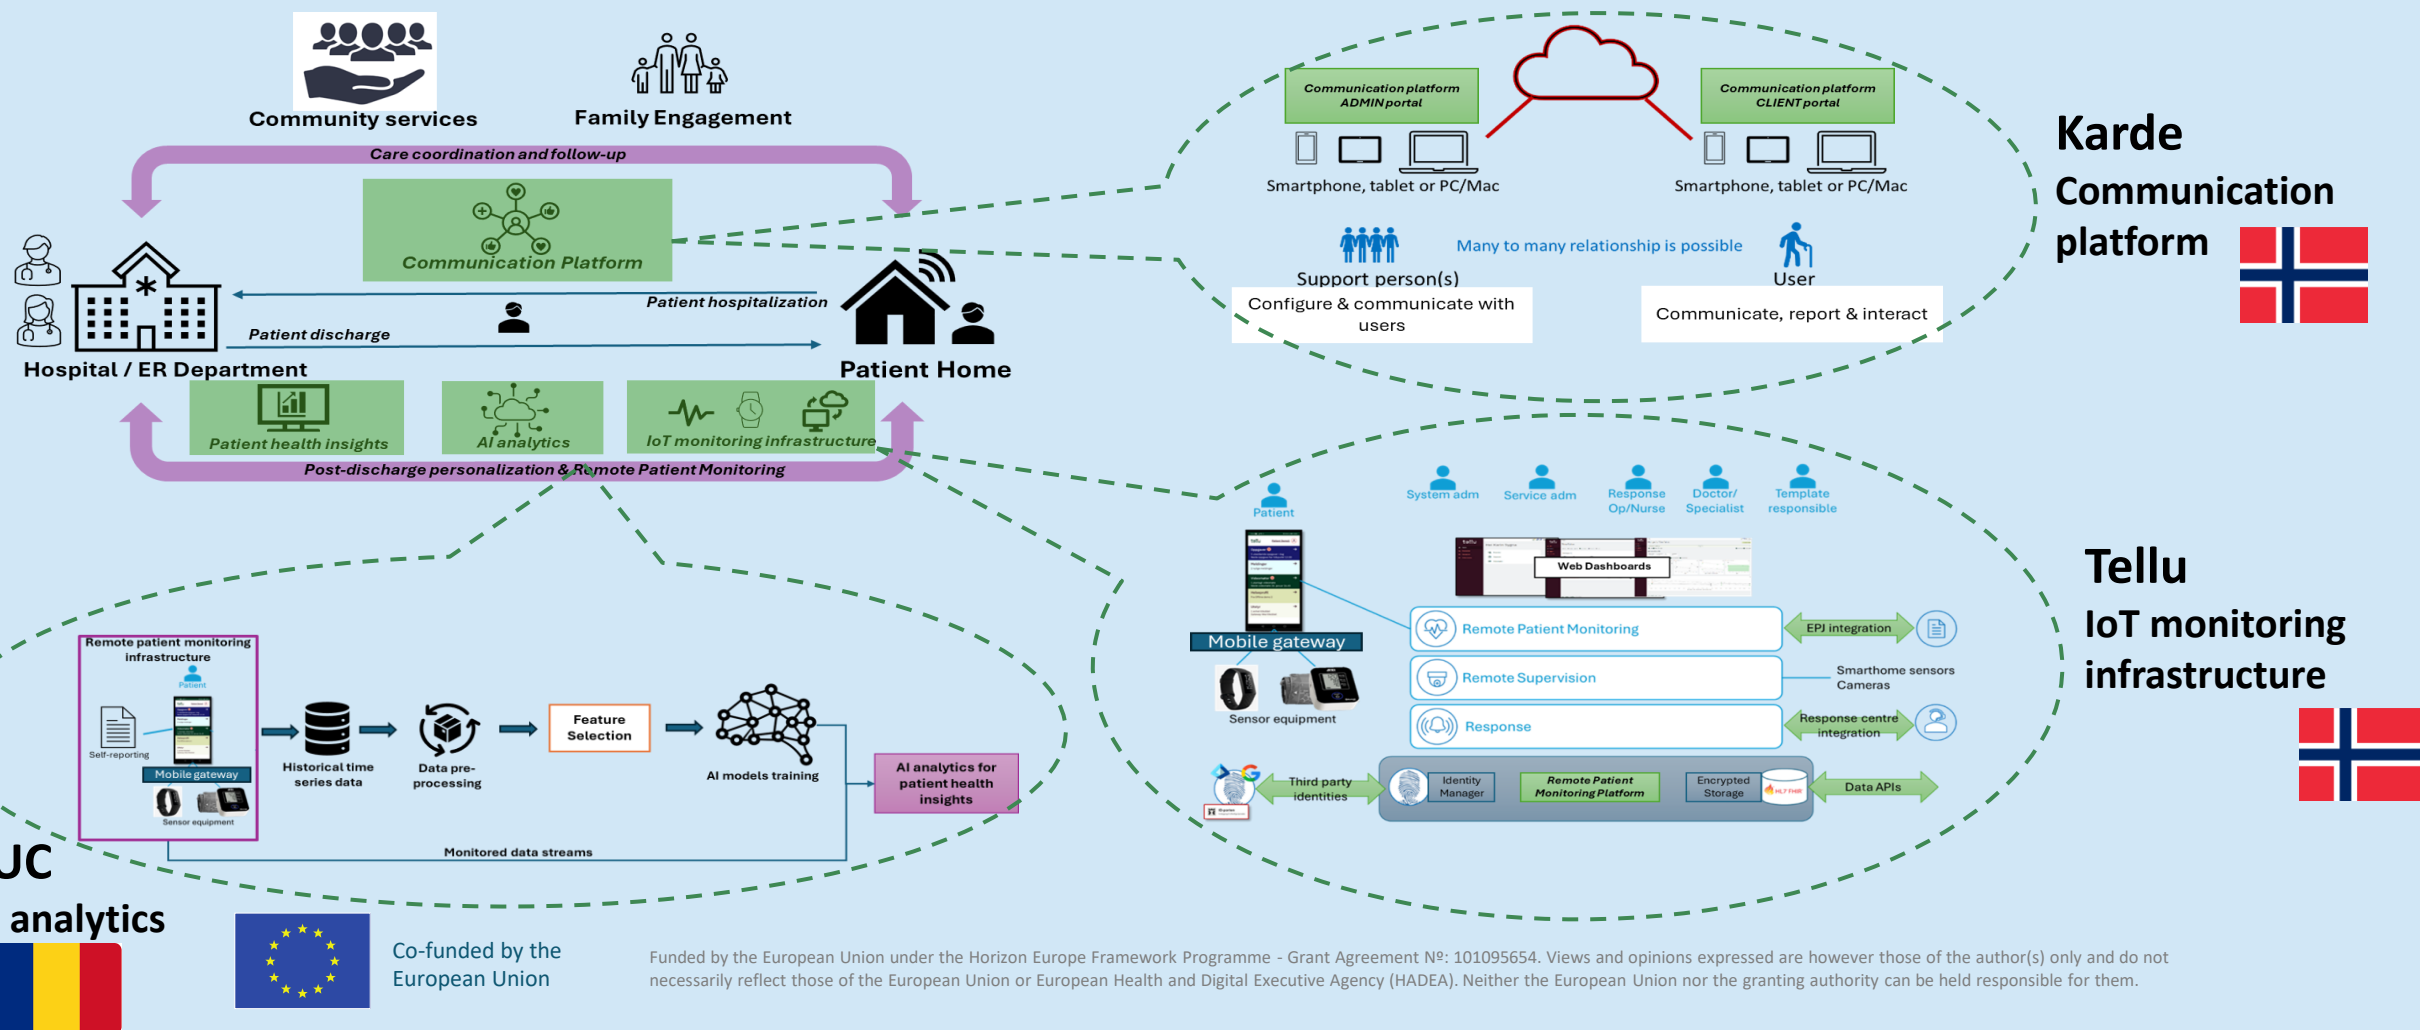 Community services
Family Engagement
Care coordination and follow-up
Communication Platform
Patient hospitalization
Patient discharge
Hospital / ER Department
Patient Home
Patient health insights
AI analytics
IoT monitoring infrastructure
Post-discharge personalization & Remote Patient Monitoring
Communication platform
ADMIN portal
Communication platform
CLIENT portal
Smartphone, tablet or PC/Mac
Smartphone, tablet or PC/Mac
Many to many relationship is possible
Support person(s)
User
Configure & communicate with
users
Communicate, report & interact
Karde
Communication
platform
Patient
System adm
Service adm
Response
Op/Nurse
Doctor/
Specialist
Template
responsible
Web Dashboards
Mobile gateway
Sensor equipment
Remote Patient Monitoring
EPJ integration
Remote Supervision
Smarthome sensors
Cameras
Response
Response centre
integration
Third party
identities
Identity
Manager
Remote Patient
Monitoring Platform
Encrypted
Storage
HL7 FHIR
Data APIs
Tellu
IoT monitoring
infrastructure
Remote patient monitoring
infrastructure
Patient
Self-reporting
Mobile gateway
Sensor equipment
Historical time
series data
Data pre-
processing
Feature
Selection
AI models training
AI analytics for
patient health
insights
Monitored data streams
UC
analytics
Co-funded by the
European Union
Funded by the European Union under the Horizon Europe Framework Programme - Grant Agreement Nº: 101095654. Views and opinions expressed are however those of the author(s) only and do not
necessarily reflect those of the European Union or European Health and Digital Executive Agency (HADEA). Neither the European Union nor the granting authority can be held responsible for them.